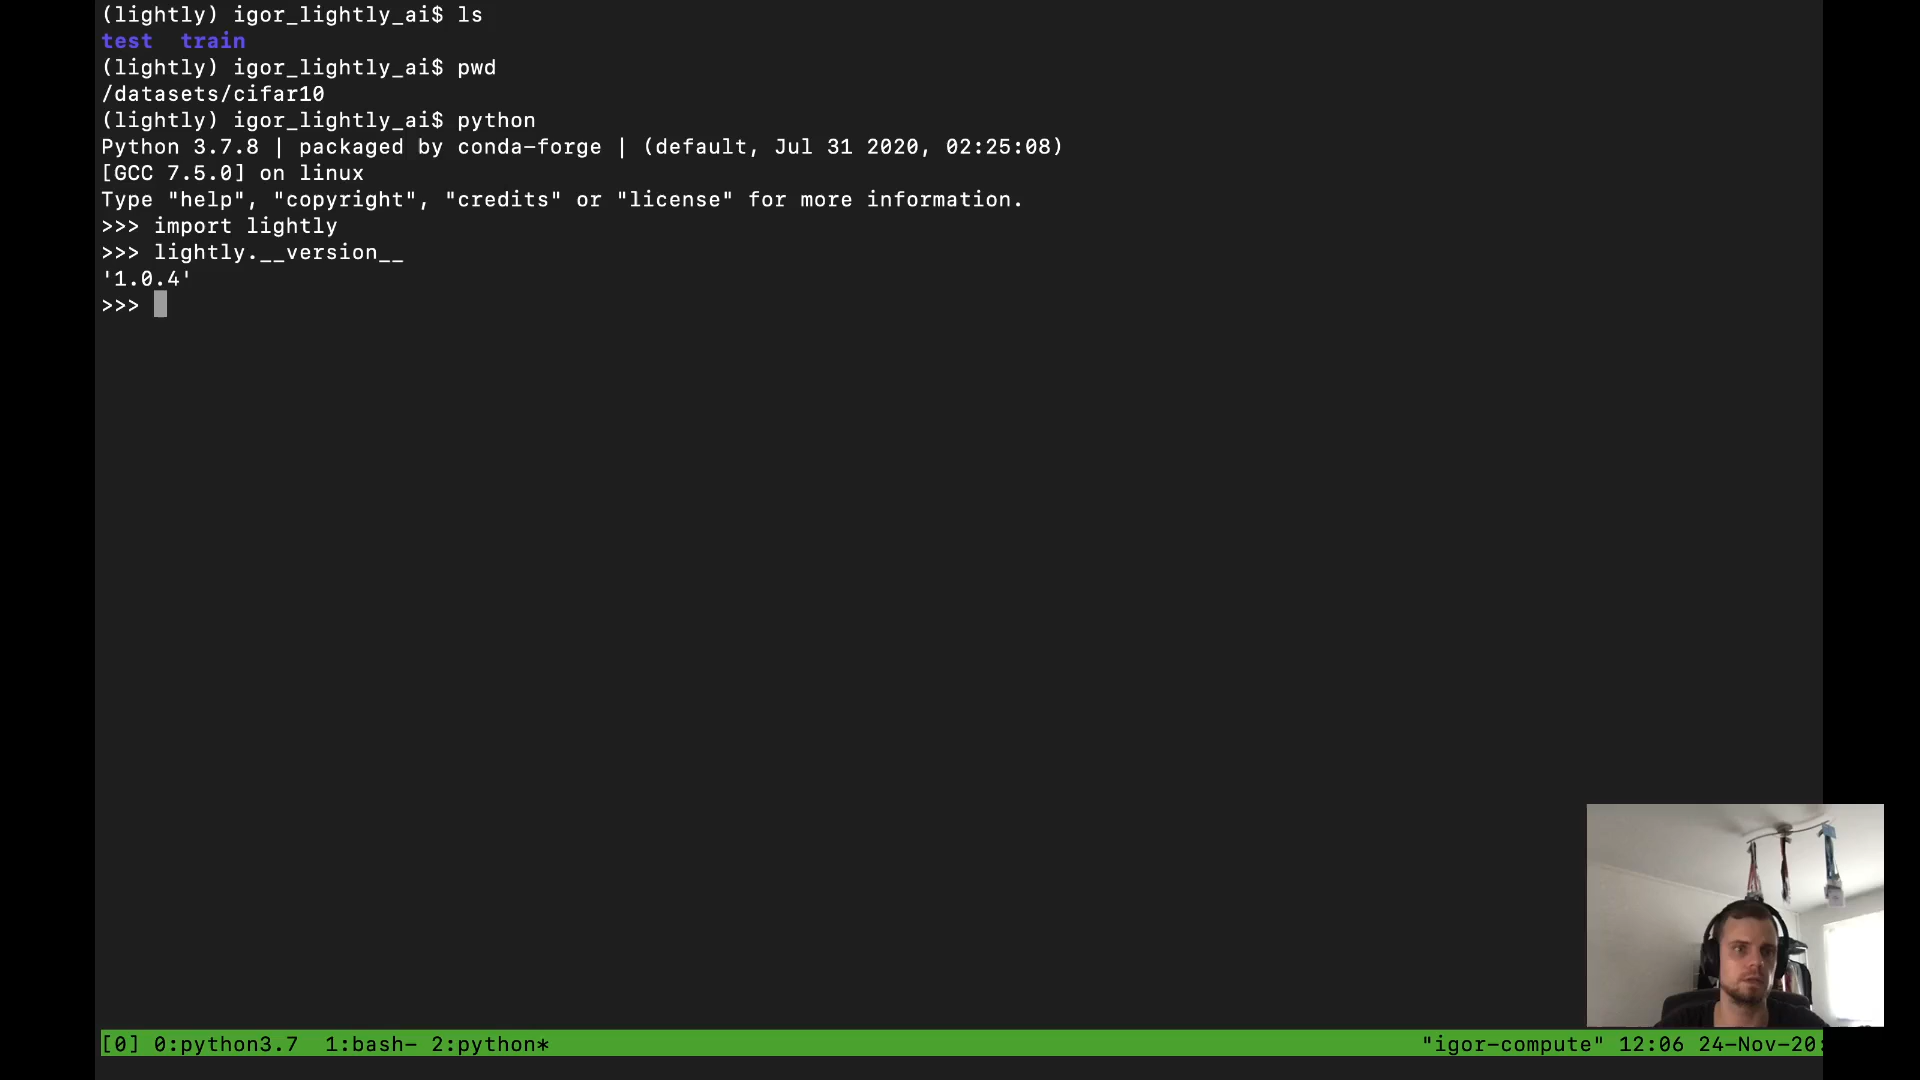 (lightly) igor_lightly_ai$ ls
test  train
(lightly) igor_lightly_ai$ pwd
/datasets/cifar10
(lightly) igor_lightly_ai$ python
Python 3.7.8 | packaged by conda-forge | (default, Jul 31 2020, 02:25:08)
[GCC 7.5.0] on linux
Type "help", "copyright", "credits" or "license" for more information.
>>> import lightly
>>> lightly.__version__
'1.0.4'
>>>
[0] 0:python3.7  1:bash- 2:python*  "igor-compute" 12:06 24-Nov-20